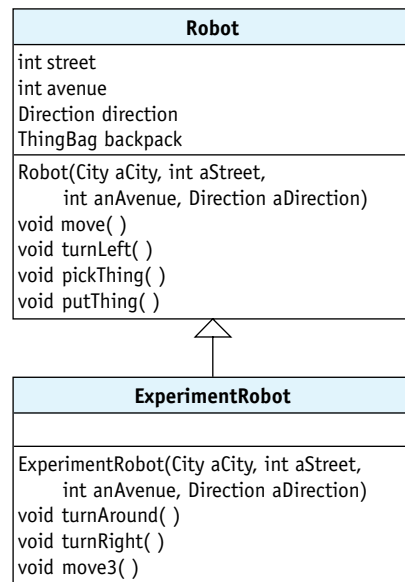 Robot
int street
int avenue
Direction direction
ThingBag backpack
Robot(City aCity, int aStreet,
int anAvenue, Direction aDirection)
void move( )
void turnLeft( )
void pickThing( )
void putThing( )
ExperimentRobot
ExperimentRobot(City aCity, int aStreet,
int anAvenue, Direction aDirection)
void turnAround( )
void turnRight( )
void move3( )